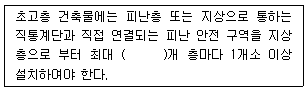 초고층 건축물에는 피난층 또는 지상으로 통하는
직통계단과 직접 연결되는 피난 안전 구역을 지상
층으로 부터 최대 (     )개 층마다 1개소 이상
설치하여야 한다.